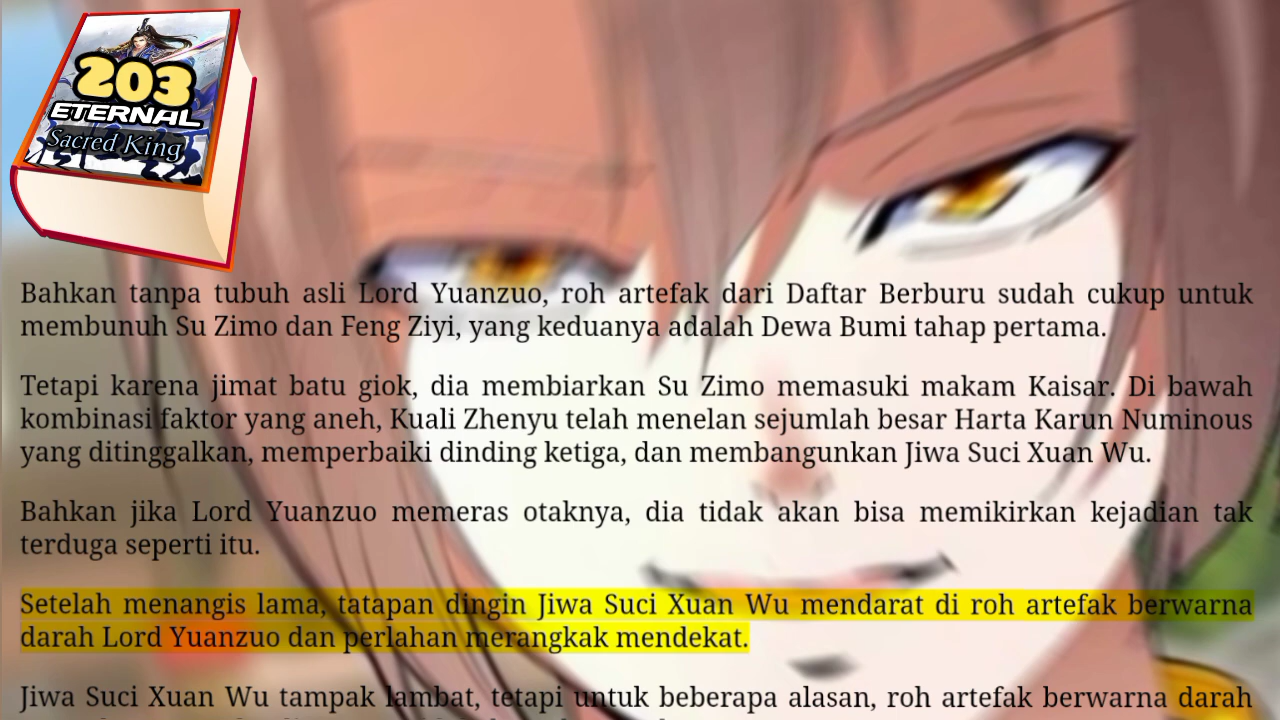 203
ETERNAL
Sacred King
Bahkan tanpa tubuh asli Lord Yuanzuo, roh artefak dari Daftar Berburu sudah cukup untuk
membunuh Su Zimo dan Feng Ziyi, yang keduanya adalah Dewa Bumi tahap pertama.
Tetapi karena jimat batu giok, dia membiarkan Su Zimo memasuki makam Kaisar. Di bawah
kombinasi faktor yang aneh, Kuali Zhenyu telah menelan sejumlah besar Harta Karun Numinous
yang ditinggalkan, memperbaiki dinding ketiga, dan membangunkan Jiwa Suci Xuan Wu.
Bahkan jika Lord Yuanzuo memeras otaknya, dia tidak akan bisa memikirkan kejadian tak
terduga seperti itu.
Setelah menangis lama, tatapan dingin Jiwa Suci Xuan Wu mendarat di roh artefak berwarna
darah Lord Yuanzuo dan perlahan merangkak mendekat.
Jiwa Suci Xuan Wu tampak lambat, tetapi untuk beberapa alasan, roh artefak berwarna darah